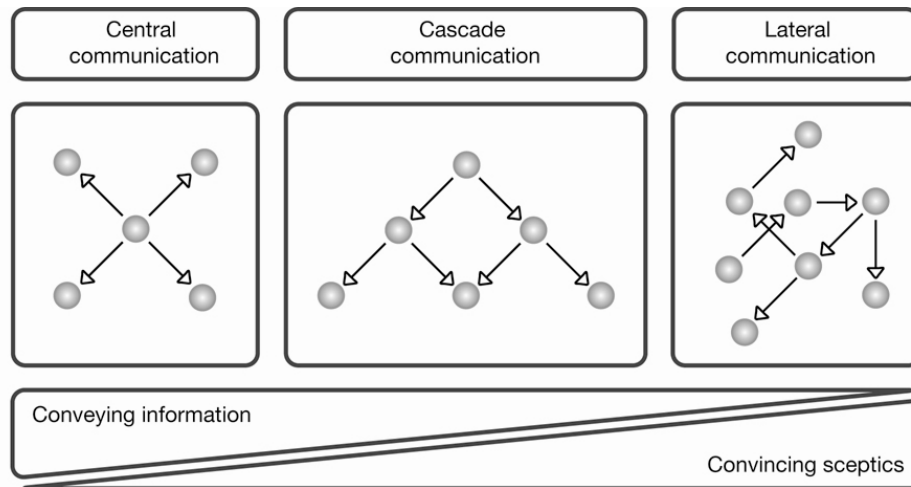 Central
communication
Cascade
communication
Lateral
communication
Conveying information
Convincing sceptics